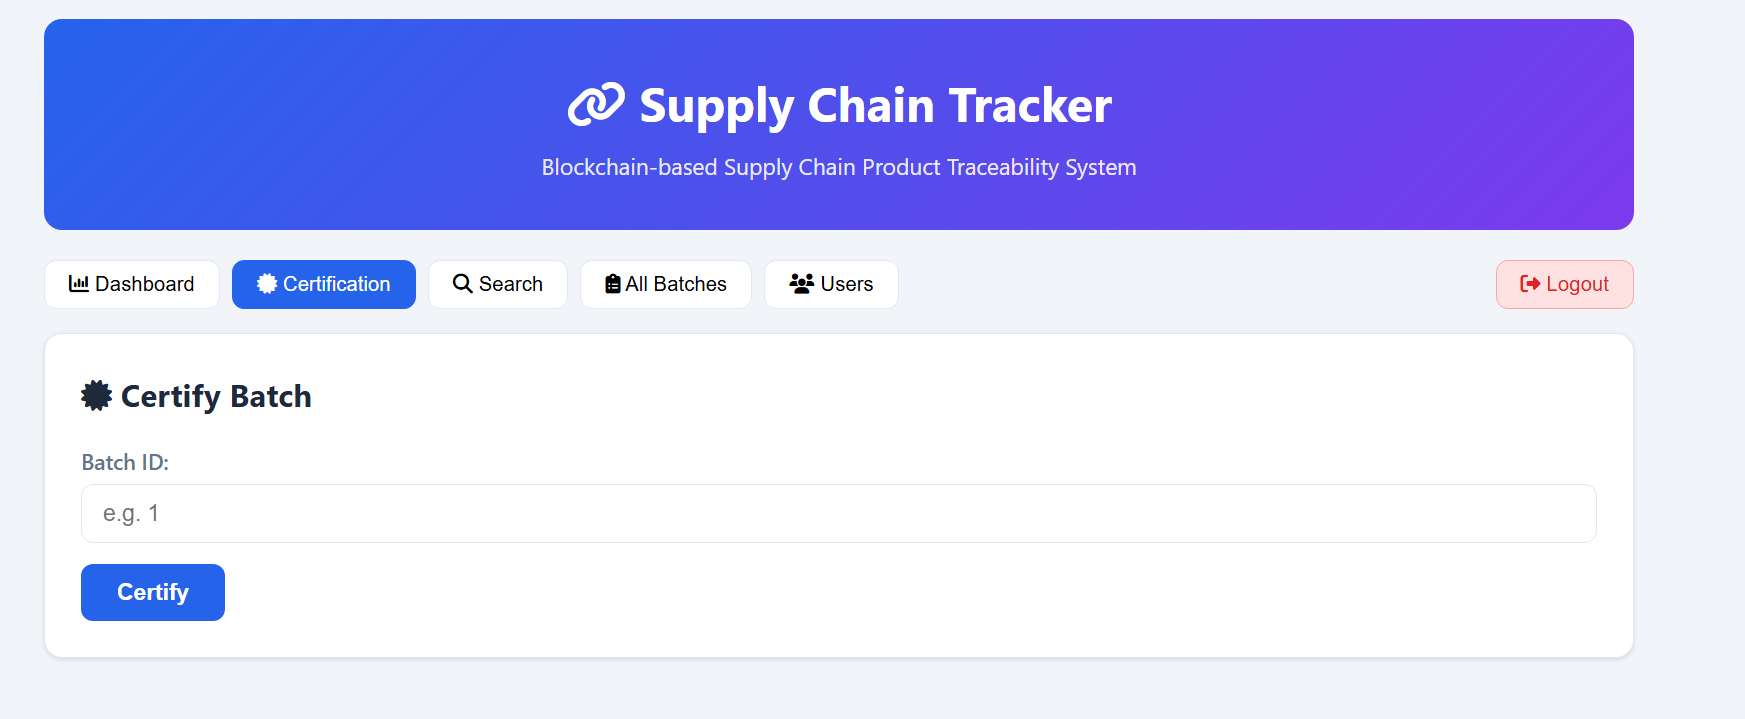 Supply Chain Tracker
Blockchain-based Supply Chain Product Traceability System
Dashboard Certification Search All Batches Users Logout
Certify Batch
Batch ID:
e.g. 1
Certify